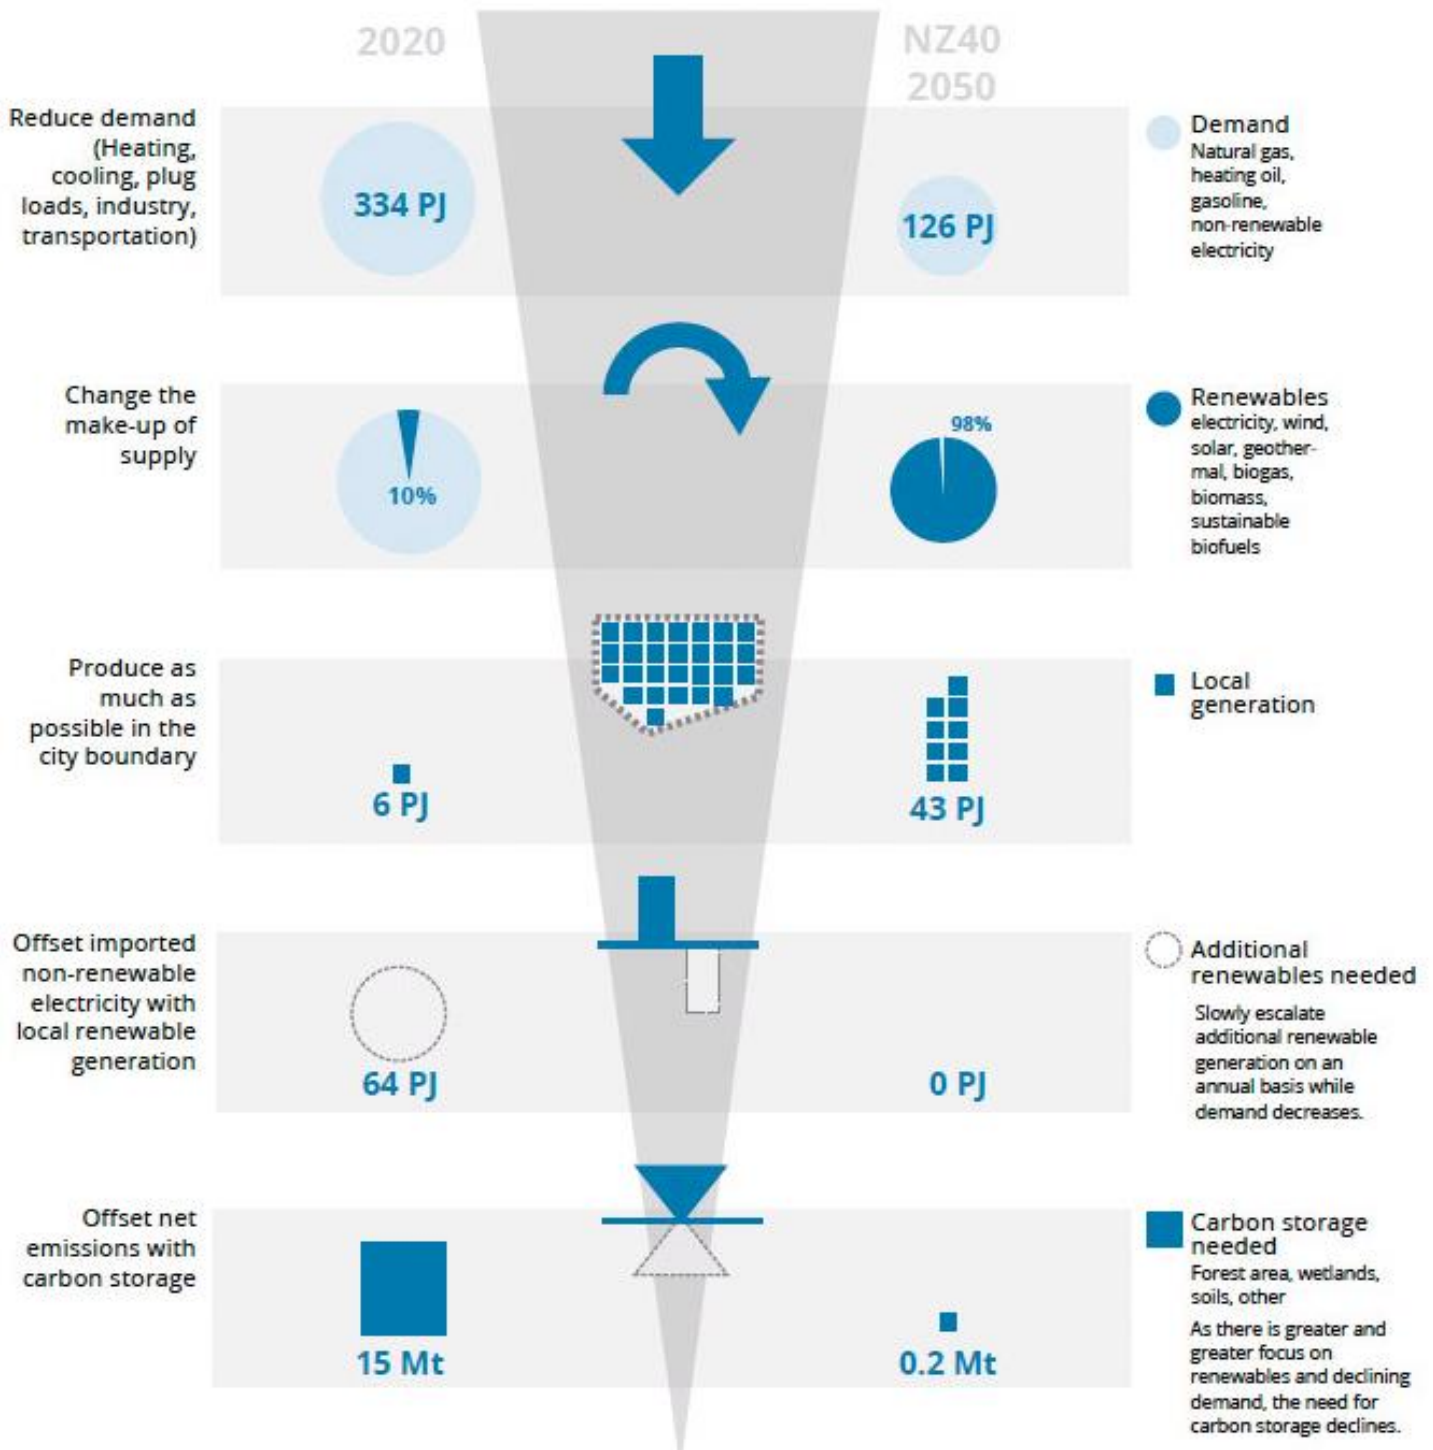 2020
NZ40
2050
Reduce demand
(Heating,
cooling, plug
loads, industry,
transportation)
334 PJ
126 PJ
Demand
Natural gas,
heating oil,
gasoline,
non-renewable
electricity
Change the
make-up of
supply
10%
98%
Renewables
electricity, wind,
solar, geother-
mal, biogas,
biomass,
sustainable
biofuels
Produce as
much as
possible in the
city boundary
6 PJ
43 PJ
Local
generation
Offset imported
non-renewable
electricity with
local renewable
generation
64 PJ
0 PJ
Additional
renewables needed
Slowly escalate
additional renewable
generation on an
annual basis while
demand decreases.
Offset net
emissions with
carbon storage
15 Mt
0.2 Mt
Carbon storage
needed
Forest area, wetlands,
soils, other
As there is greater and
greater focus on
renewables and declining
demand, the need for
carbon storage declines.